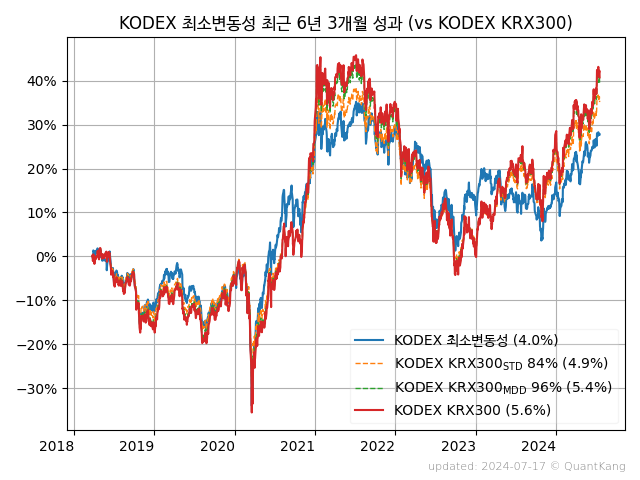 KODEX 최소변동성 최근 6년 3개월 성과 (vs KODEX KRX300)
40%
30%
20%
10%
0%
−10%
−20%
−30%
KODEX 최소변동성 (4.0%)
KODEX KRX300STD 84% (4.9%)
KODEX KRX300MDD 96% (5.4%)
KODEX KRX300 (5.6%)
2018 2019 2020 2021 2022 2023 2024
updated: 2024-07-17 © QuantKang